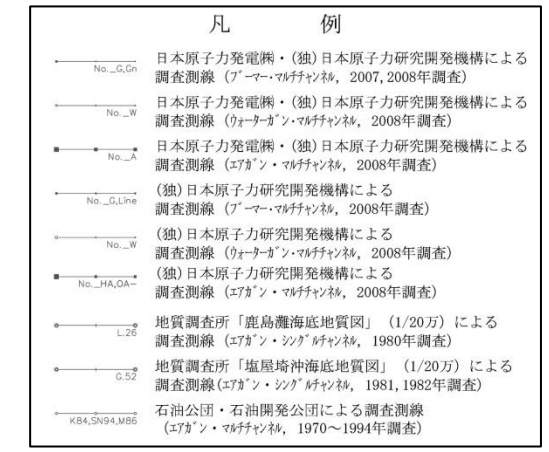 凡 例
No._G,Gn
日本原子力発電㈱・(独)日本原子力研究開発機構による
調査測線(ﾌﾞｰﾏｰ･ﾏﾙﾁﾁｬﾝﾈﾙ, 2007,2008年調査)
No._W
日本原子力発電㈱・(独)日本原子力研究開発機構による
調査測線(ｳｫｰﾀｰｶﾞﾝ･ﾏﾙﾁﾁｬﾝﾈﾙ, 2008年調査)
No._A
日本原子力発電㈱・(独)日本原子力研究開発機構による
調査測線(ｴｱｶﾞﾝ・ﾏﾙﾁﾁｬﾝﾈﾙ, 2008年調査)
No._G,Line
(独)日本原子力研究開発機構による
調査測線(ﾌﾞｰﾏｰ･ﾏﾙﾁﾁｬﾝﾈﾙ, 2008年調査)
No._W
(独)日本原子力研究開発機構による
調査測線(ｳｫｰﾀｰｶﾞﾝ･ﾏﾙﾁﾁｬﾝﾈﾙ, 2008年調査)
No._HA,OA-
(独)日本原子力研究開発機構による
調査測線(ｴｱｶﾞﾝ・ﾏﾙﾁﾁｬﾝﾈﾙ, 2008年調査)
L.26
地質調査所「鹿島灘海底地質図」(1/20万)による
調査測線(ｴｱｶﾞﾝ・ｼﾝｸﾞﾙﾁｬﾝﾈﾙ, 1980年調査)
G.52
地質調査所「塩屋埼沖海底地質図」(1/20万)による
調査測線(ｴｱｶﾞﾝ・ｼﾝｸﾞﾙﾁｬﾝﾈﾙ, 1981,1982年調査)
K84,SN94,M86
石油公団・石油開発公団による調査測線
(ｴｱｶﾞﾝ・ﾏﾙﾁﾁｬﾝﾈﾙ, 1970～1994年調査)